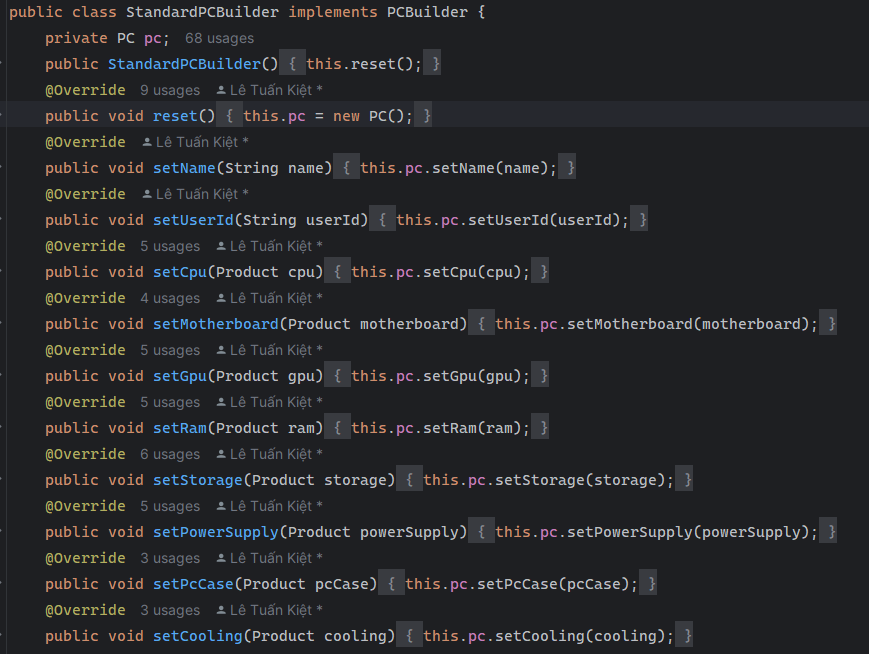 public class StandardPCBuilder implements PCBuilder {
private PC pc; 68 usages
public StandardPCBuilder() { this.reset(); }
@Override 9 usages Lê Tuấn Kiệt *
public void reset() { this.pc = new PC(); }
@Override Lê Tuấn Kiệt *
public void setName(String name) { this.pc.setName(name); }
@Override Lê Tuấn Kiệt *
public void setUserId(String userId) { this.pc.setUserId(userId); }
@Override 5 usages Lê Tuấn Kiệt *
public void setCpu(Product cpu) { this.pc.setCpu(cpu); }
@Override 4 usages Lê Tuấn Kiệt *
public void setMotherboard(Product motherboard) { this.pc.setMotherboard(motherboard); }
@Override 5 usages Lê Tuấn Kiệt *
public void setGpu(Product gpu) { this.pc.setGpu(gpu); }
@Override 5 usages Lê Tuấn Kiệt *
public void setRam(Product ram) { this.pc.setRam(ram); }
@Override 6 usages Lê Tuấn Kiệt *
public void setStorage(Product storage) { this.pc.setStorage(storage); }
@Override 5 usages Lê Tuấn Kiệt *
public void setPowerSupply(Product powerSupply) { this.pc.setPowerSupply(powerSupply); }
@Override 3 usages Lê Tuấn Kiệt *
public void setPcCase(Product pcCase) { this.pc.setPcCase(pcCase); }
@Override 3 usages Lê Tuấn Kiệt *
public void setCooling(Product cooling) { this.pc.setCooling(cooling); }